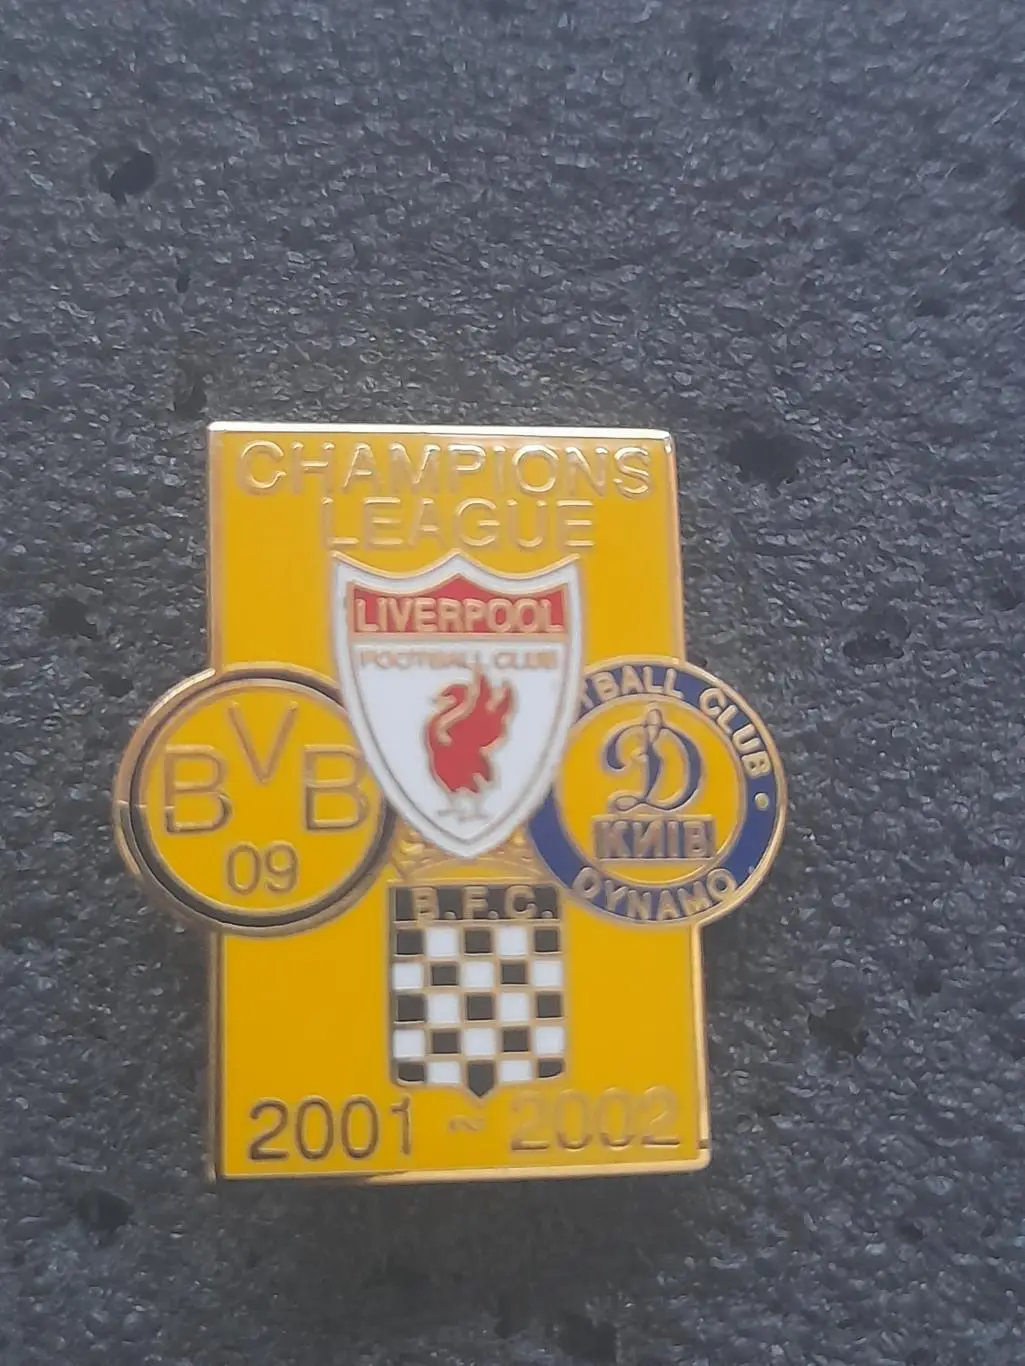 CHAMPIONS
LEAGUE
LIVERPOOL
FOOTBALL CLUB
BVB
09
TBALL CLUB
Д
КИЇВ
DYNAMO
B.F.C.
2001 ~ 2002